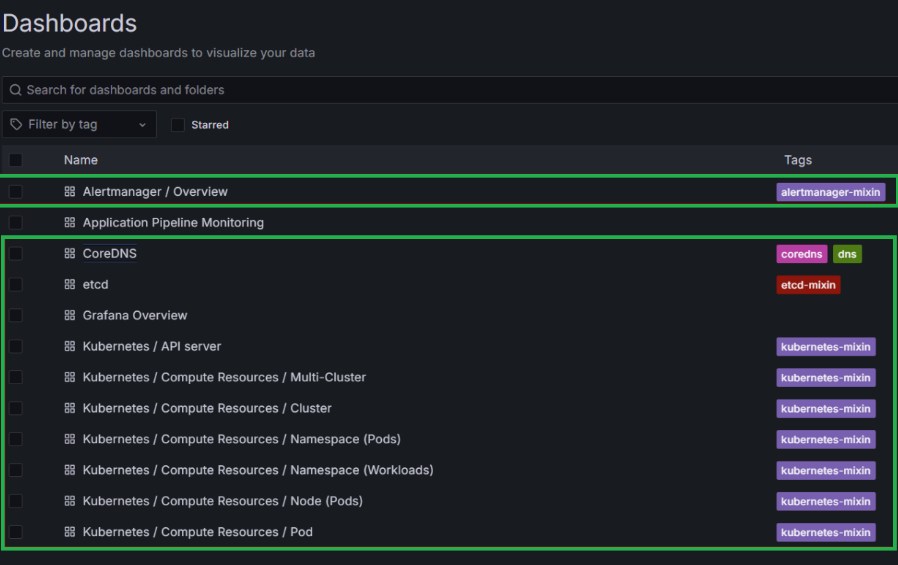 Dashboards
Create and manage dashboards to visualize your data
Search for dashboards and folders
Filter by tag Starred
Name Tags
Alertmanager / Overview alertmanager-mixin
Application Pipeline Monitoring
CoreDNS coredns dns
etcd etcd-mixin
Grafana Overview
Kubernetes / API server kubernetes-mixin
Kubernetes / Compute Resources / Multi-Cluster kubernetes-mixin
Kubernetes / Compute Resources / Cluster kubernetes-mixin
Kubernetes / Compute Resources / Namespace (Pods) kubernetes-mixin
Kubernetes / Compute Resources / Namespace (Workloads) kubernetes-mixin
Kubernetes / Compute Resources / Node (Pods) kubernetes-mixin
Kubernetes / Compute Resources / Pod kubernetes-mixin